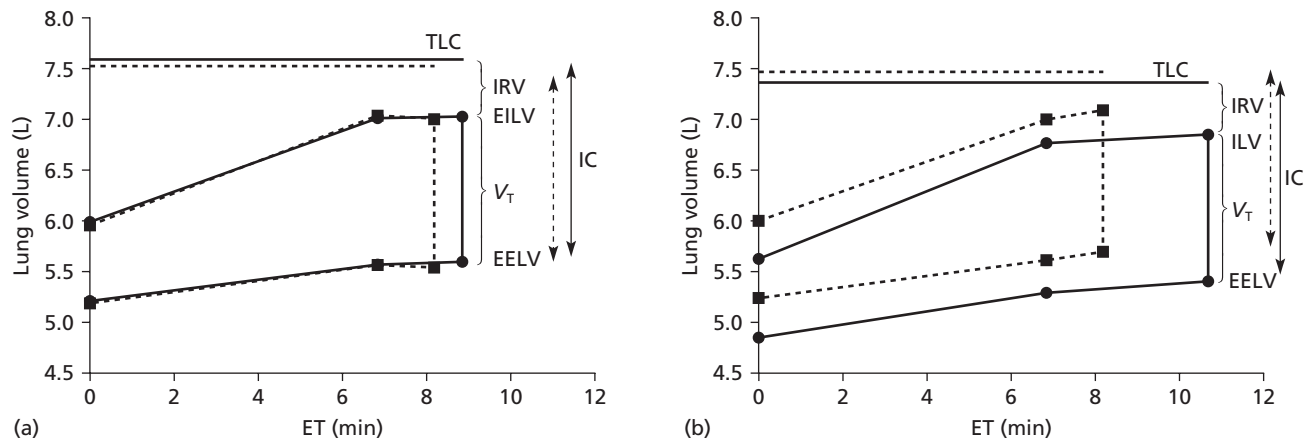 8.0
7.5
7.0
6.5
6.0
5.5
5.0
4.5
Lung volume (L)
0
2
4
6
8
10
12
ET (min)
TLC
IRV
EILV
V_T
EELV
IC
(a)
8.0
7.5
7.0
6.5
6.0
5.5
5.0
4.5
Lung volume (L)
0
2
4
6
8
10
12
ET (min)
TLC
IRV
ILV
V_T
EELV
IC
(b)